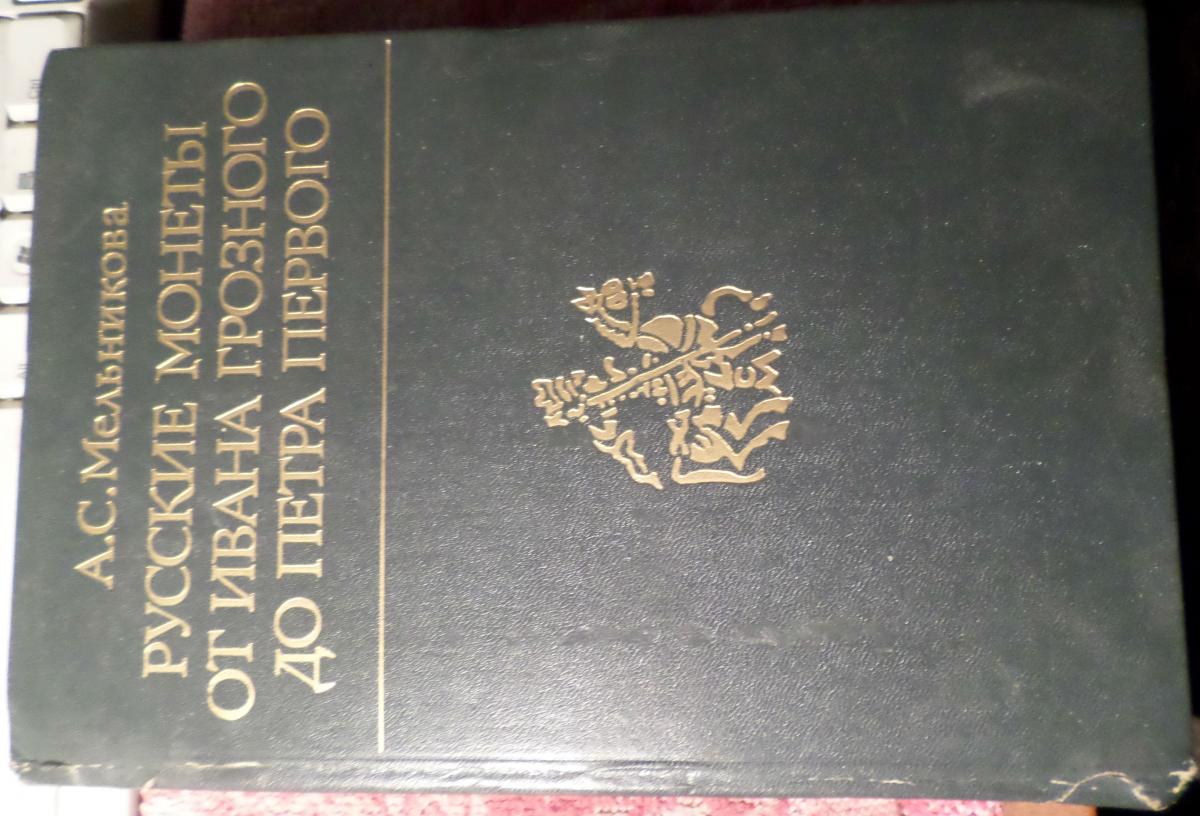 А.С. Мельникова
РУССКИЕ МОНЕТЫ
ОТ ИВАНА ГРОЗНОГО
ДО ПЕТРА ПЕРВОГО